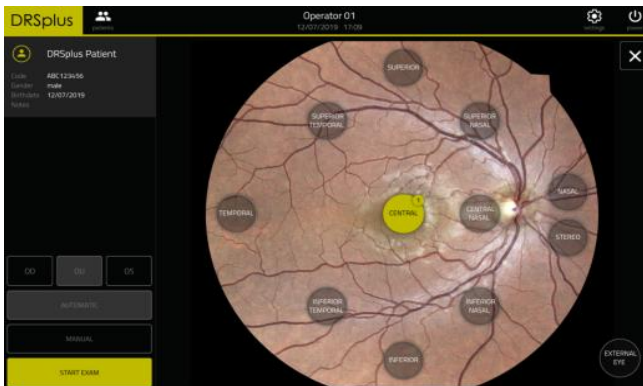 DRSplus
patients
Operator 01
12/07/2019 17:09
settings
power
DRSplus Patient
Code ABC123456
Gender male
Birthdate 12/07/2019
Notes
SUPERIOR
SUPERIOR
TEMPORAL
SUPERIOR
NASAL
NASAL
TEMPORAL
CENTRAL
1
CENTRAL
NASAL
STEREO
INFERIOR
TEMPORAL
INFERIOR
NASAL
INFERIOR
EXTERNAL
EYE
OD
OU
OS
AUTOMATIC
MANUAL
START EXAM